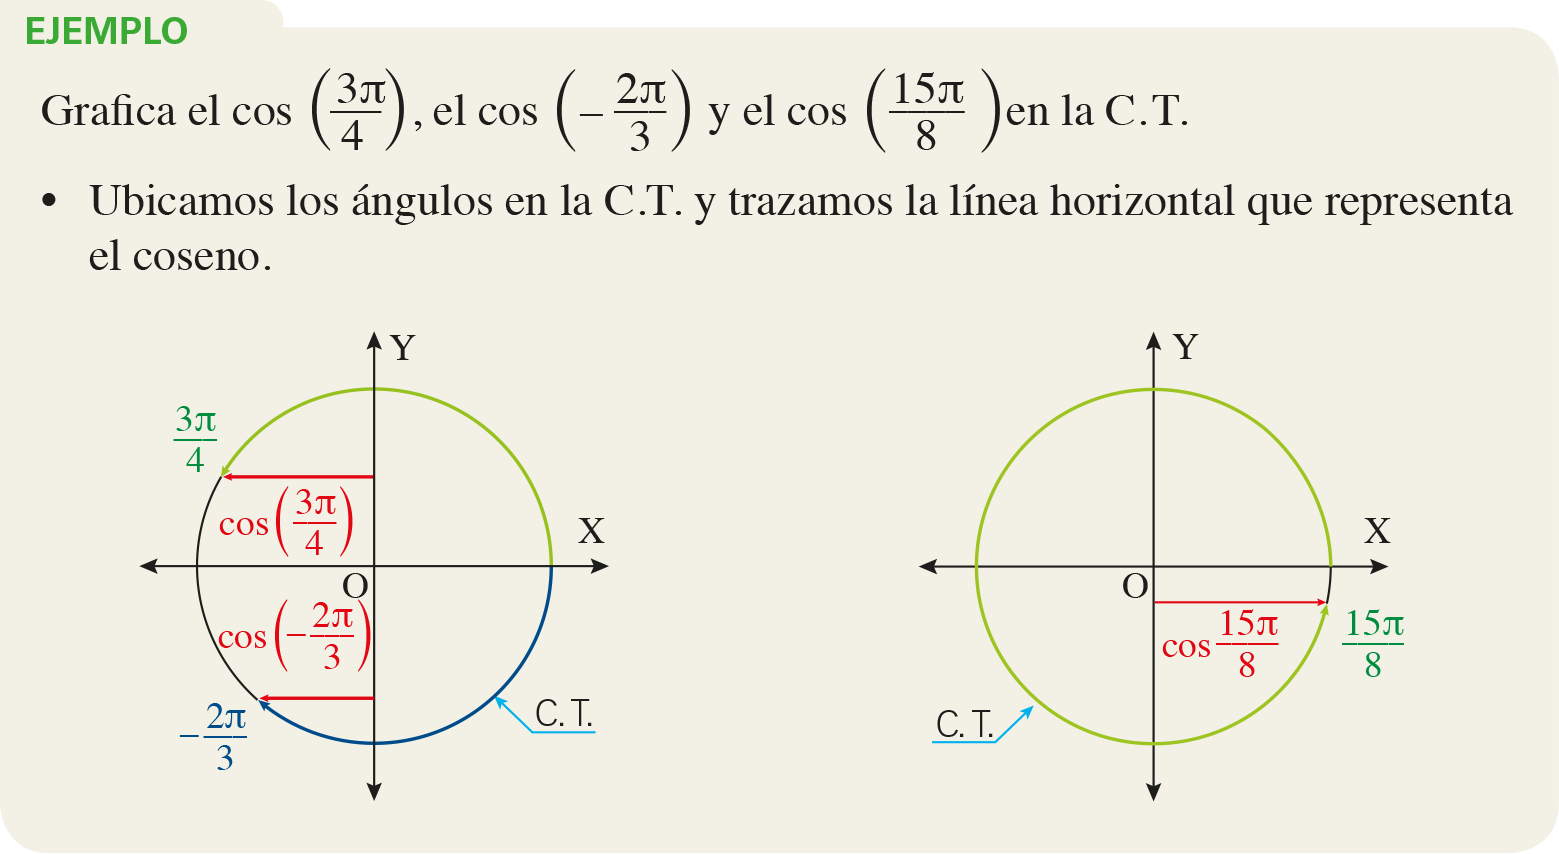 EJEMPLO
Grafica el cos (3π/4), el cos (– 2π/3) y el cos (15π/8) en la C.T.
• Ubicamos los ángulos en la C.T. y trazamos la línea horizontal que representa
el coseno.
Y
3π/4
cos(3π/4)
X
O
cos(–2π/3)
–2π/3
C.T.
Y
X
O
cos 15π/8
15π/8
C.T.